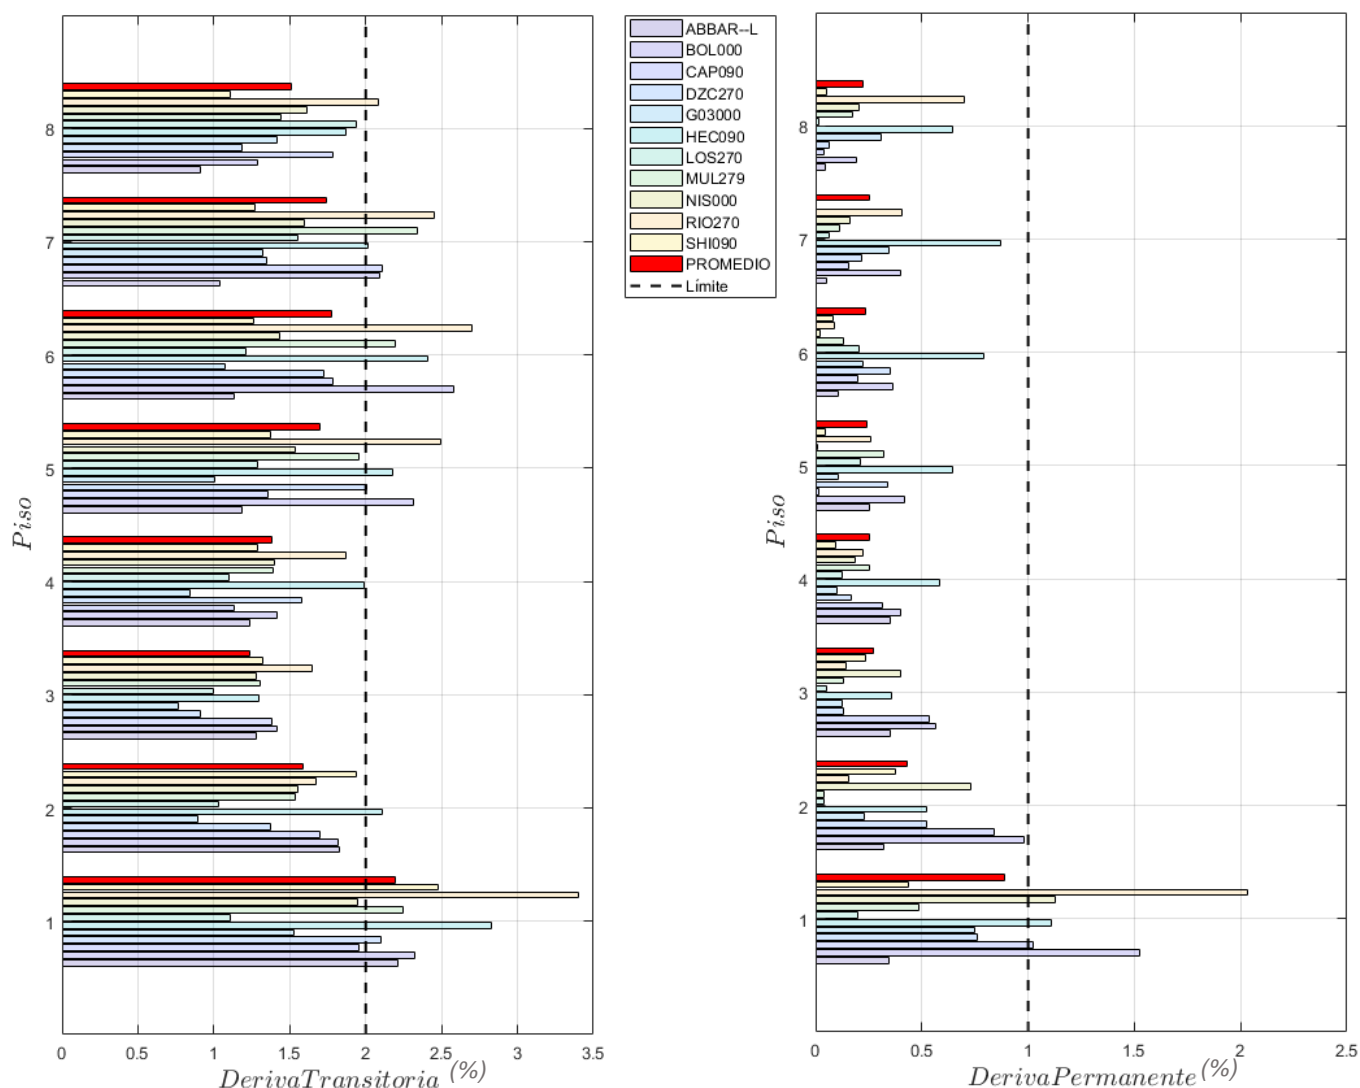 8
7
6
5
4
3
2
1
Piso
0 0.5 1 1.5 2 2.5 3 3.5
DerivaTransitoria (%)
ABBAR--L
BOL000
CAP090
DZC270
G03000
HEC090
LOS270
MUL279
NIS000
RIO270
SHI090
PROMEDIO
Límite
8
7
6
5
4
3
2
1
Piso
0 0.5 1 1.5 2 2.5
DerivaPermanente (%)